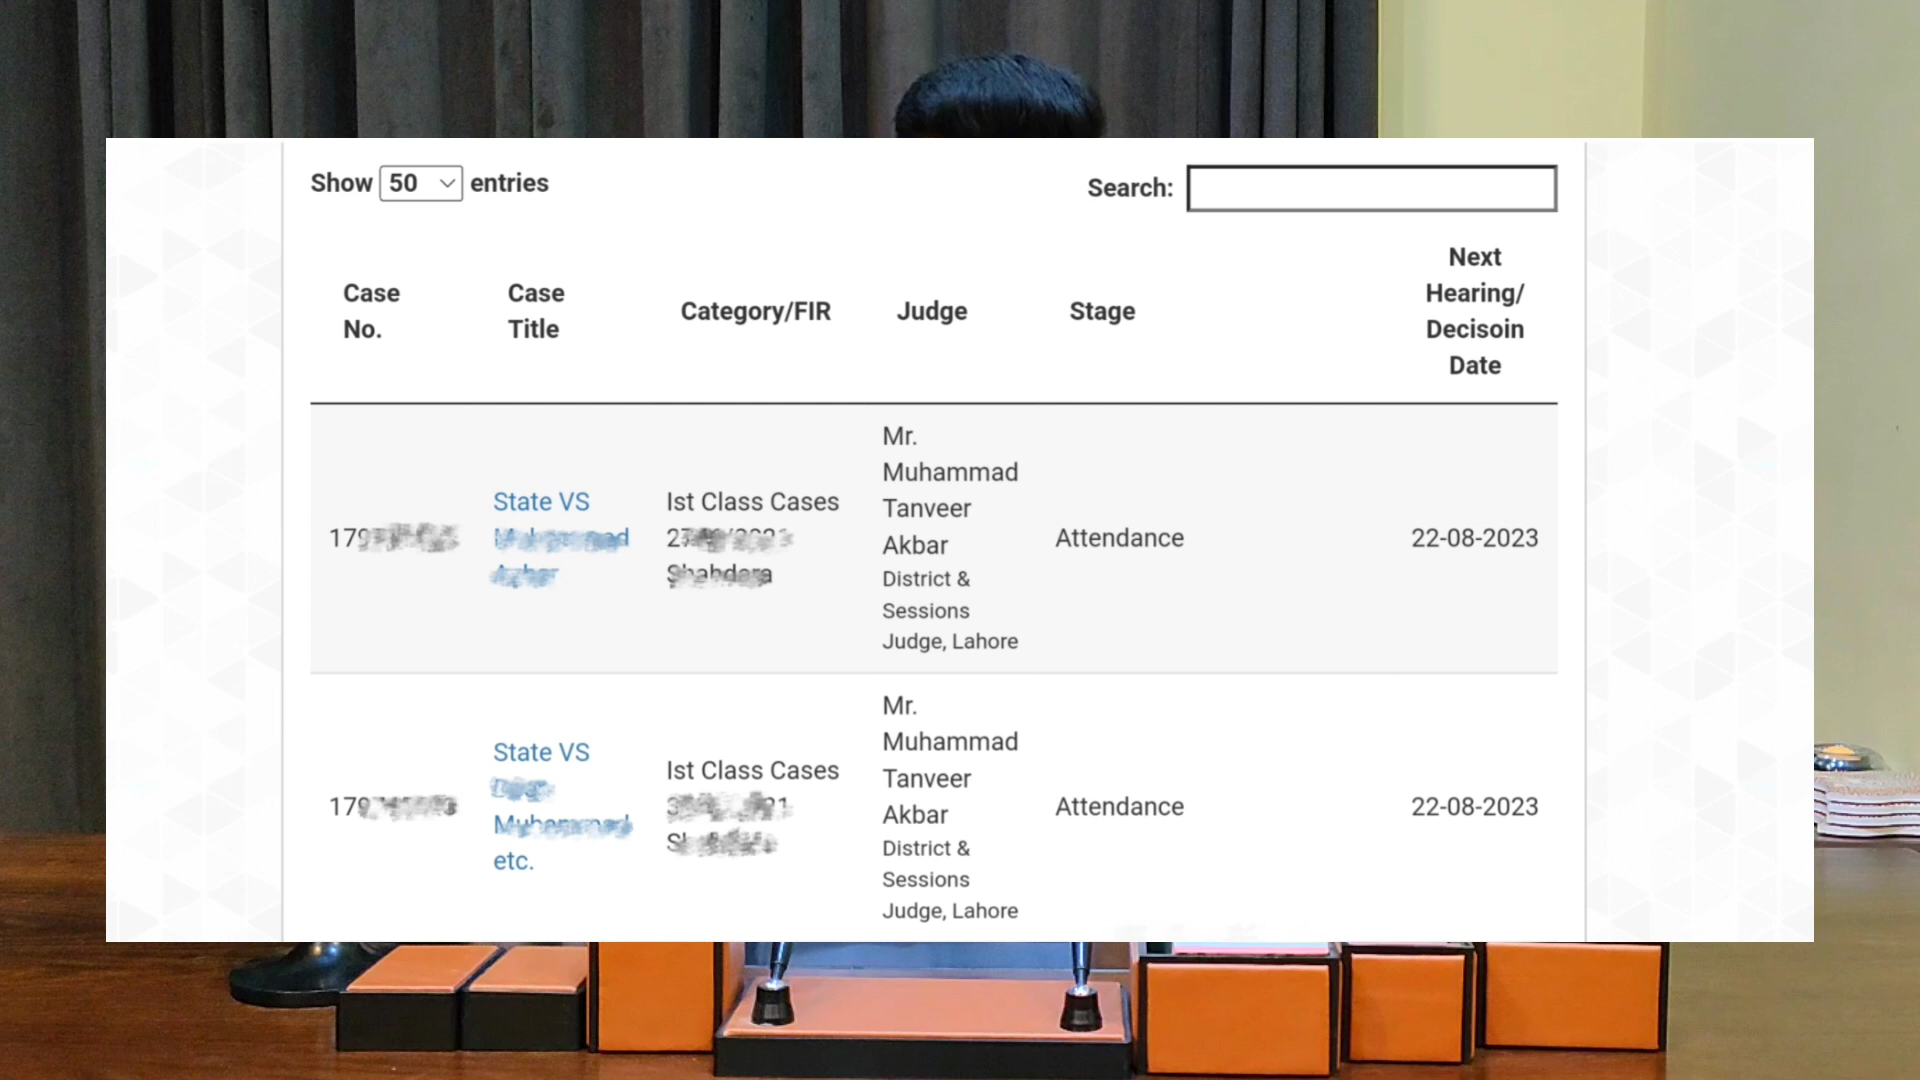 Show 50 entries
Search:
Case No.
Case Title
Category/FIR
Judge
Stage
Next Hearing/ Decisoin Date
State VS
Ist Class Cases
Mr.
Muhammad
Tanveer
Akbar
District &
Sessions
Judge, Lahore
Attendance
22-08-2023
State VS
etc.
Ist Class Cases
Mr.
Muhammad
Tanveer
Akbar
District &
Sessions
Judge, Lahore
Attendance
22-08-2023